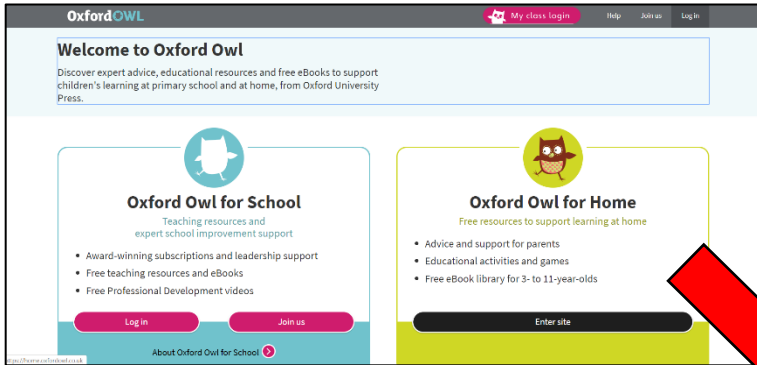 OxfordOWL
My class login
Help
Join us
Log in
Welcome to Oxford Owl
Discover expert advice, educational resources and free eBooks to support
children's learning at primary school and at home, from Oxford University
Press.
Oxford Owl for School
Teaching resources and
expert school improvement support
• Award-winning subscriptions and leadership support
• Free teaching resources and eBooks
• Free Professional Development videos
Log in
Join us
About Oxford Owl for School
Oxford Owl for Home
Free resources to support learning at home
• Advice and support for parents
• Educational activities and games
• Free eBook library for 3- to 11-year-olds
Enter site
https://home.oxfordowl.co.uk